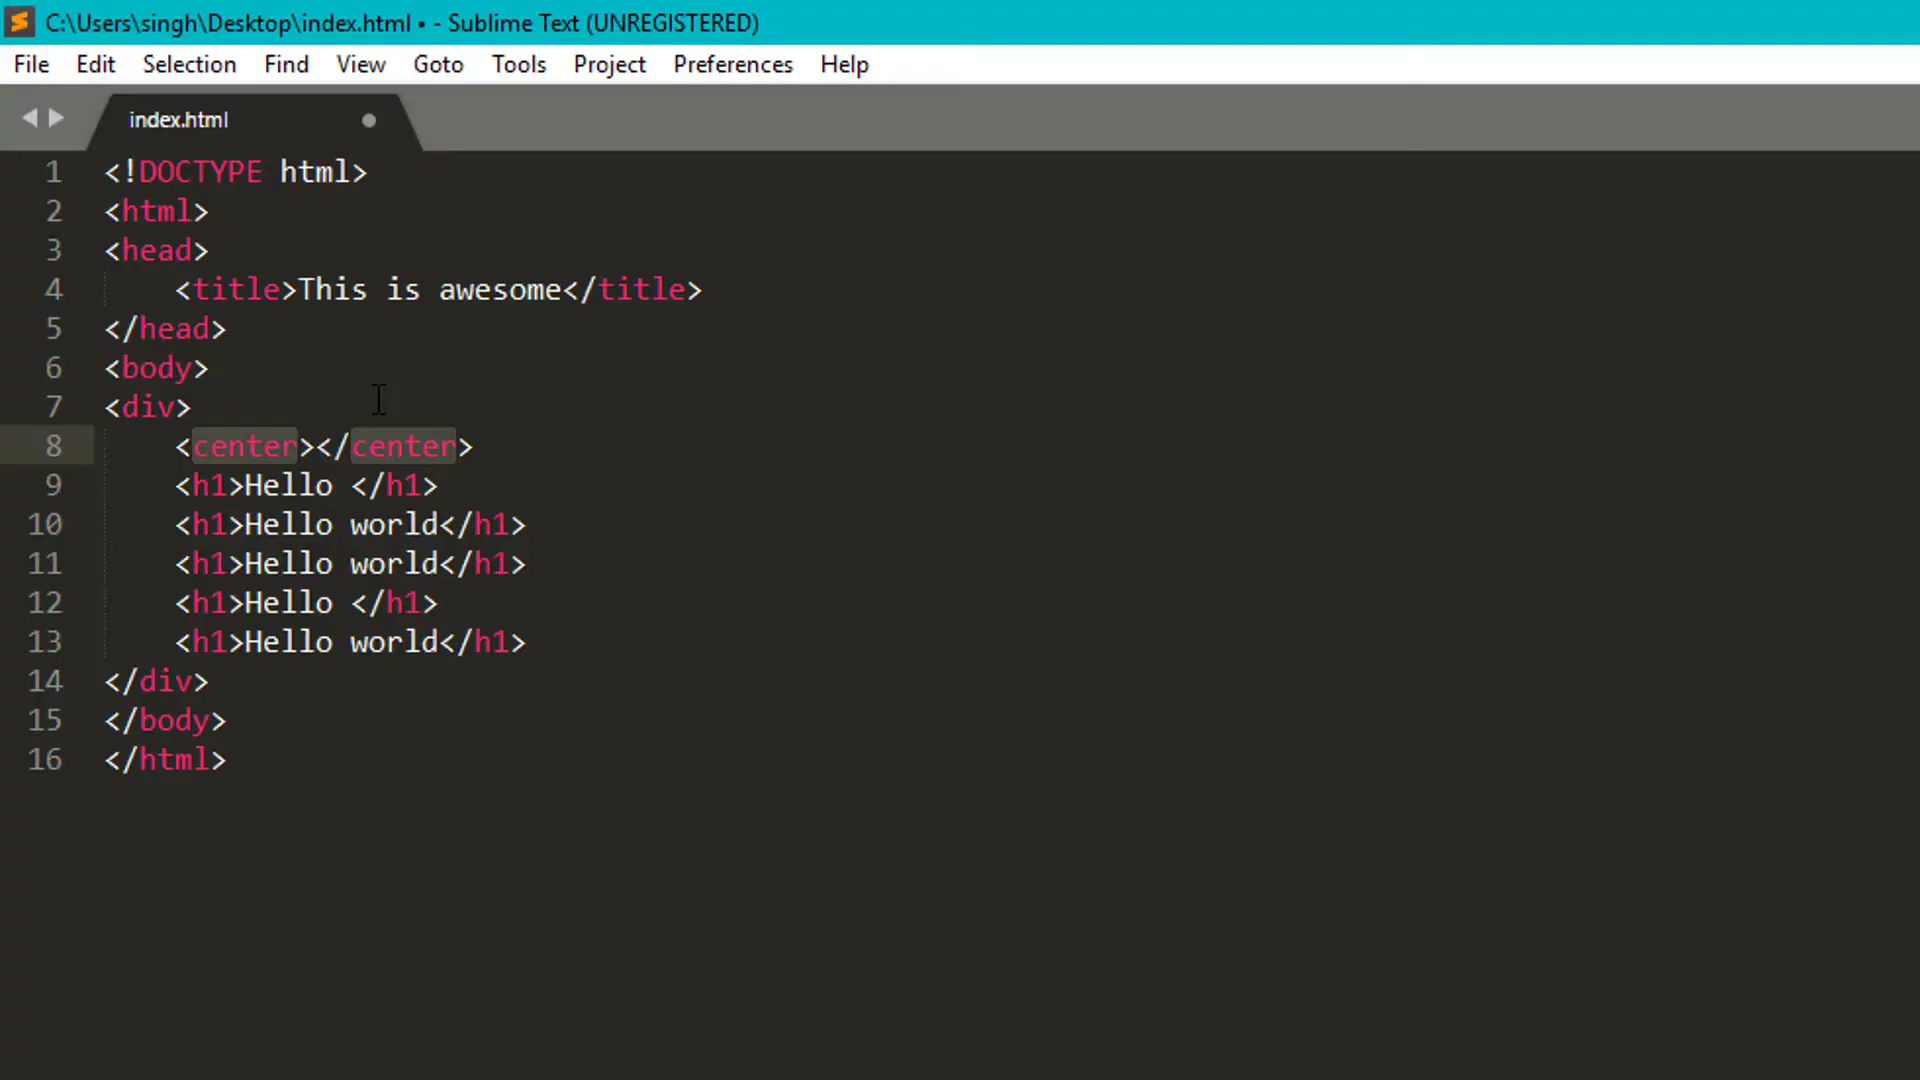 C:\Users\singh\Desktop\index.html • - Sublime Text (UNREGISTERED)
File Edit Selection Find View Goto Tools Project Preferences Help
index.html
1 <!DOCTYPE html>
2 <html>
3 <head>
4     <title>This is awesome</title>
5 </head>
6 <body>
7 <div>
8     <center></center>
9     <h1>Hello </h1>
10     <h1>Hello world</h1>
11     <h1>Hello world</h1>
12     <h1>Hello </h1>
13     <h1>Hello world</h1>
14 </div>
15 </body>
16 </html>